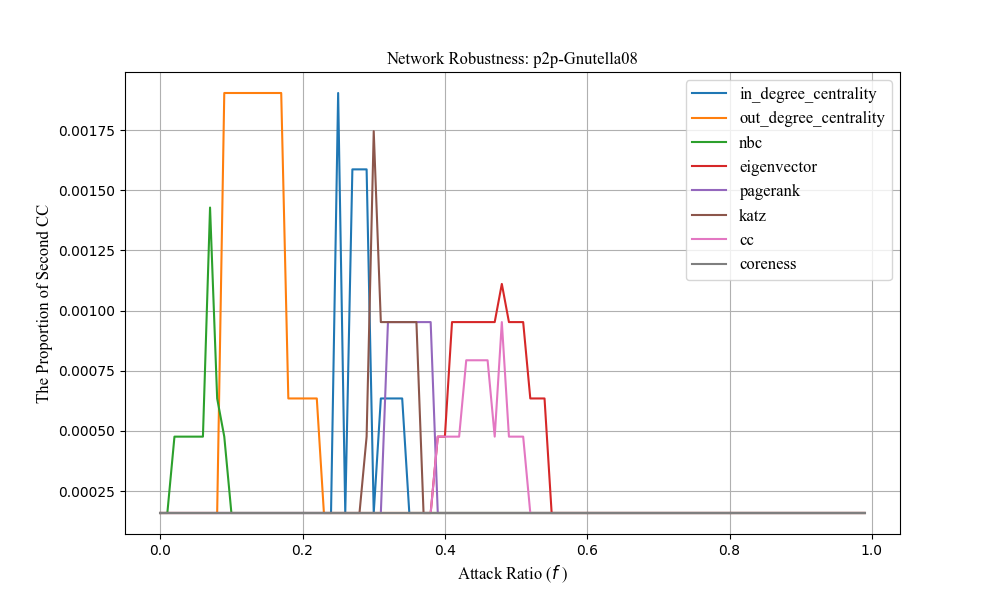 Network Robustness: p2p-Gnutella08
in_degree_centrality
out_degree_centrality
nbc
eigenvector
pagerank
katz
cc
coreness
The Proportion of Second CC
0.00175
0.00150
0.00125
0.00100
0.00075
0.00050
0.00025
0.0
0.2
0.4
0.6
0.8
1.0
Attack Ratio (f)